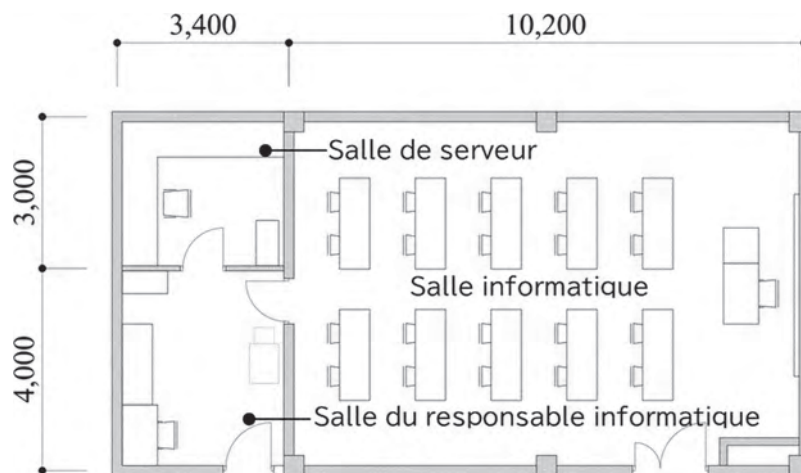 3,400
10,200
Salle de serveur
3,000
Salle informatique
4,000
Salle du responsable informatique